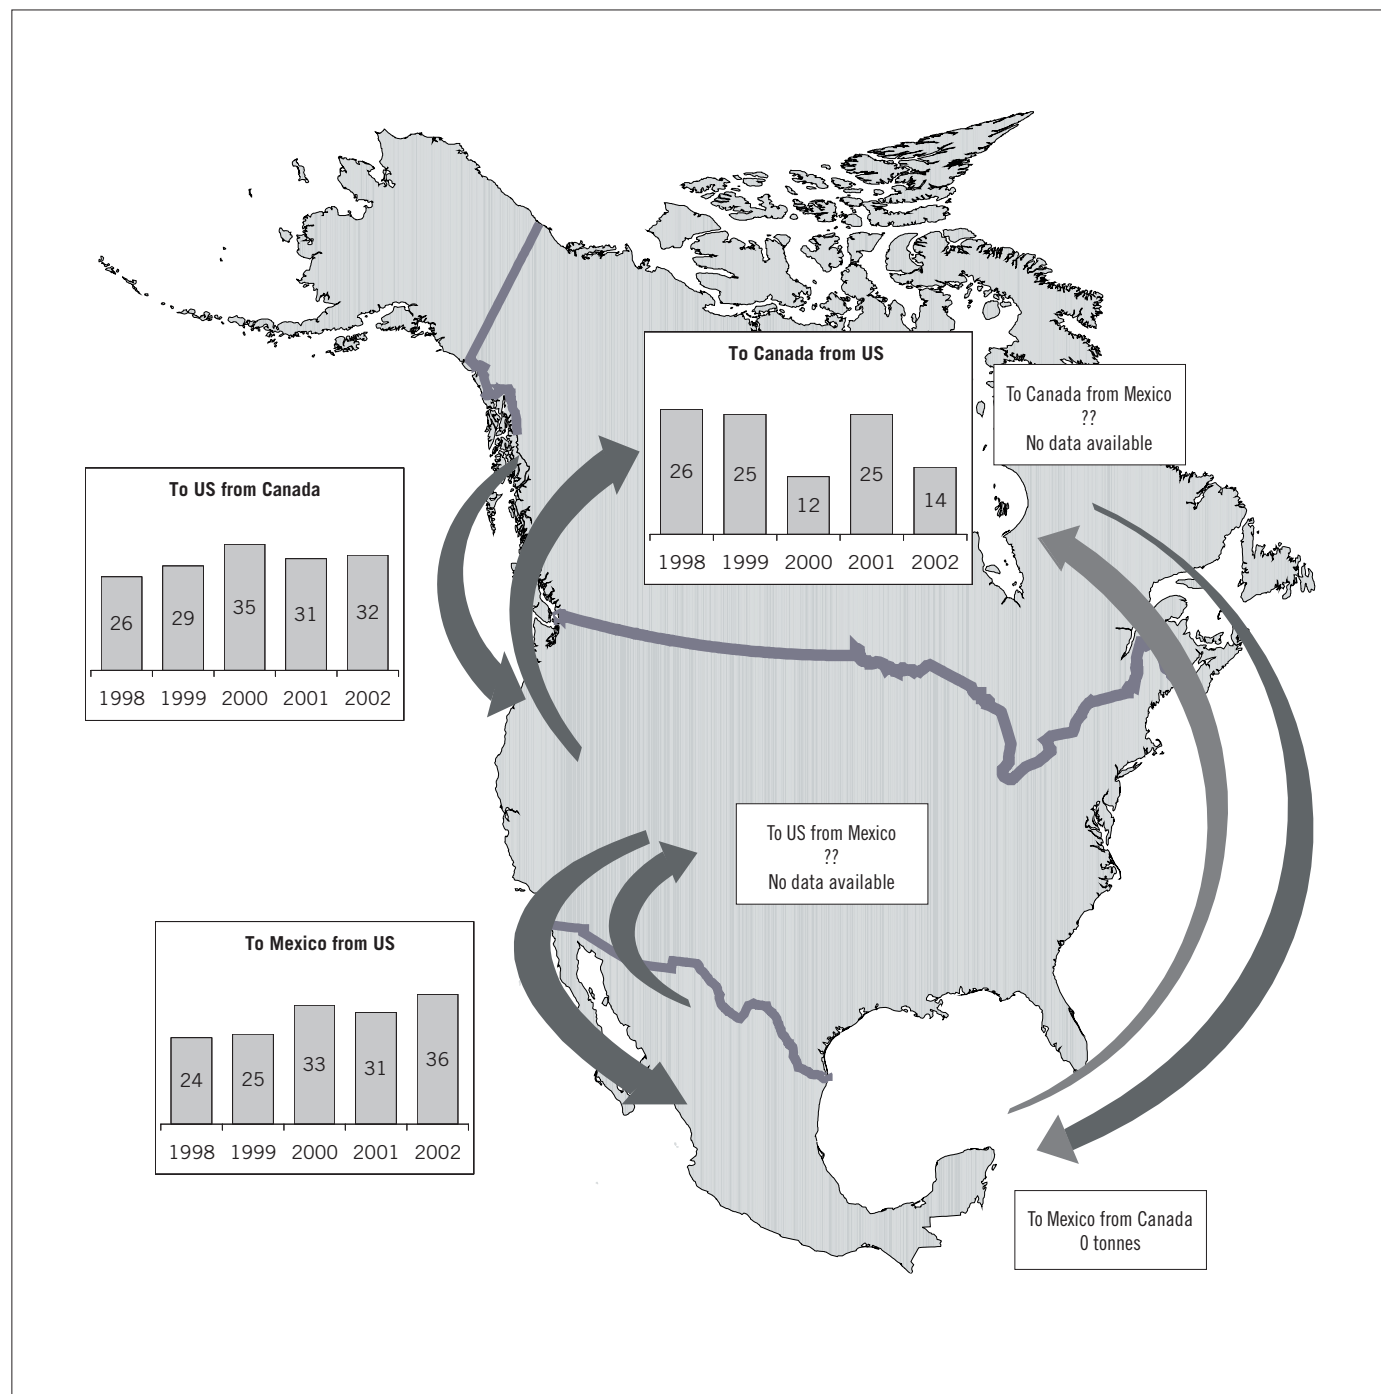 To Canada from US
26
25
12
25
14
1998 1999 2000 2001 2002
To Canada from Mexico
??
No data available
To US from Canada
26
29
35
31
32
1998 1999 2000 2001 2002
To US from Mexico
??
No data available
To Mexico from US
24
25
33
31
36
1998 1999 2000 2001 2002
To Mexico from Canada
0 tonnes